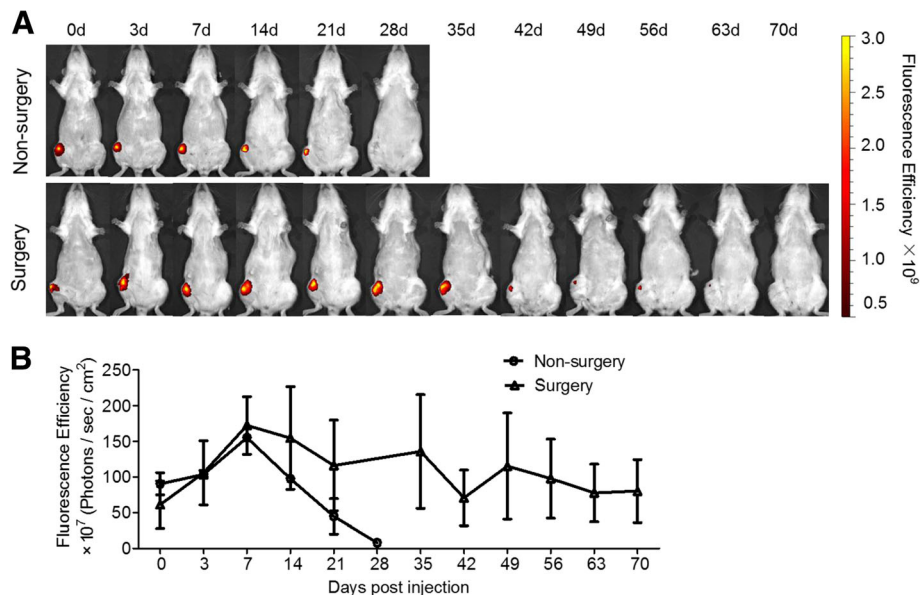 A
0d 3d 7d 14d 21d 28d 35d 42d 49d 56d 63d 70d
Non-surgery
Surgery
3.0
2.5
2.0
1.5
1.0
0.5
Fluorescence Efficiency ×10⁹
B
Non-surgery
Surgery
Fluorescence Efficiency
×10⁷ (Photons / sec / cm²)
250
200
150
100
50
0
0 3 7 14 21 28 35 42 49 56 63 70
Days post injection